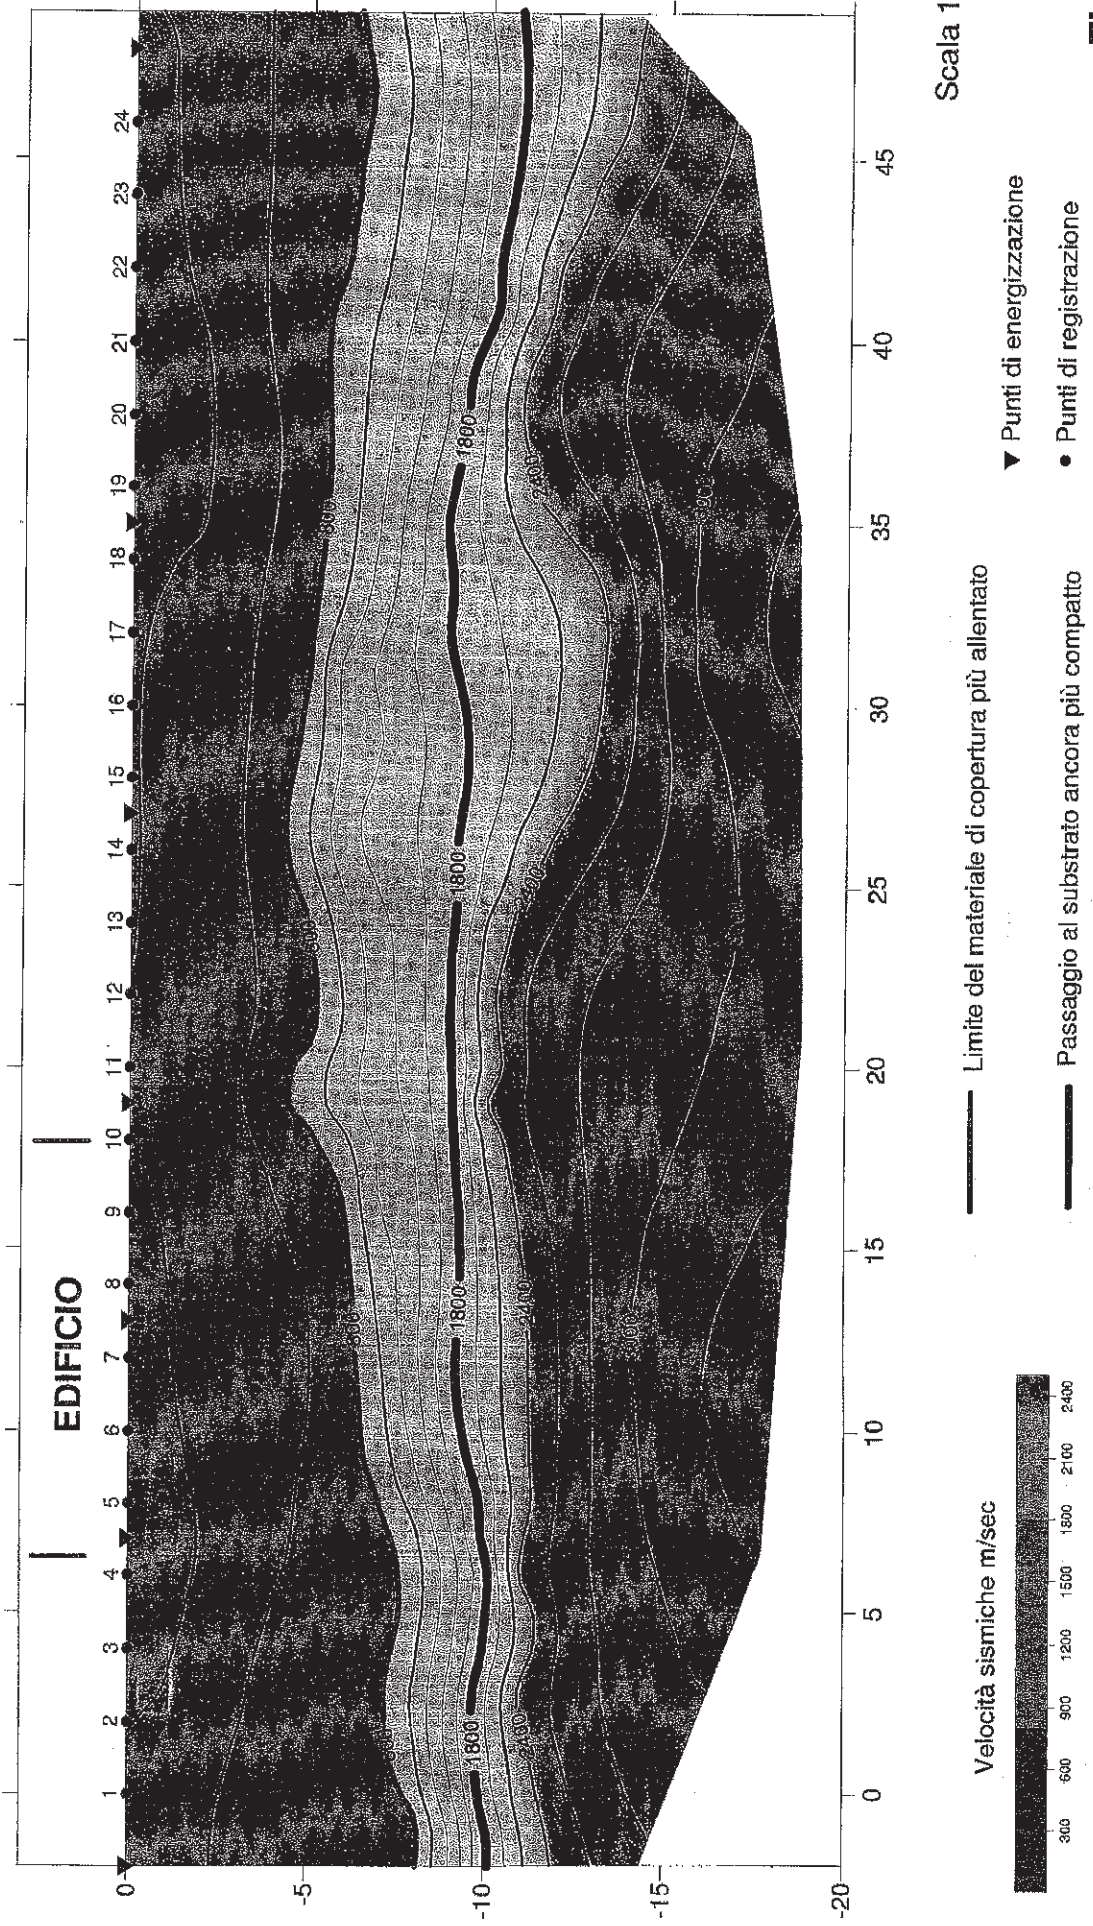 EDIFICIO
1 2 3 4 5 6 7 8 9 10 11 12 13 14 15 16 17 18 19 20 21 22 23 24
0
-5
-10
-15
-20
1800 1800 1800 1800
2400 2400 2400
0 5 10 15 20 25 30 35 40 45
Velocità sismiche m/sec
300 600 900 1200 1500 1800 2100 2400
Limite del materiale di copertura più allentato
Passaggio al substrato ancora più compatto
▼ Punti di energizzazione
● Punti di registrazione
Scala 1